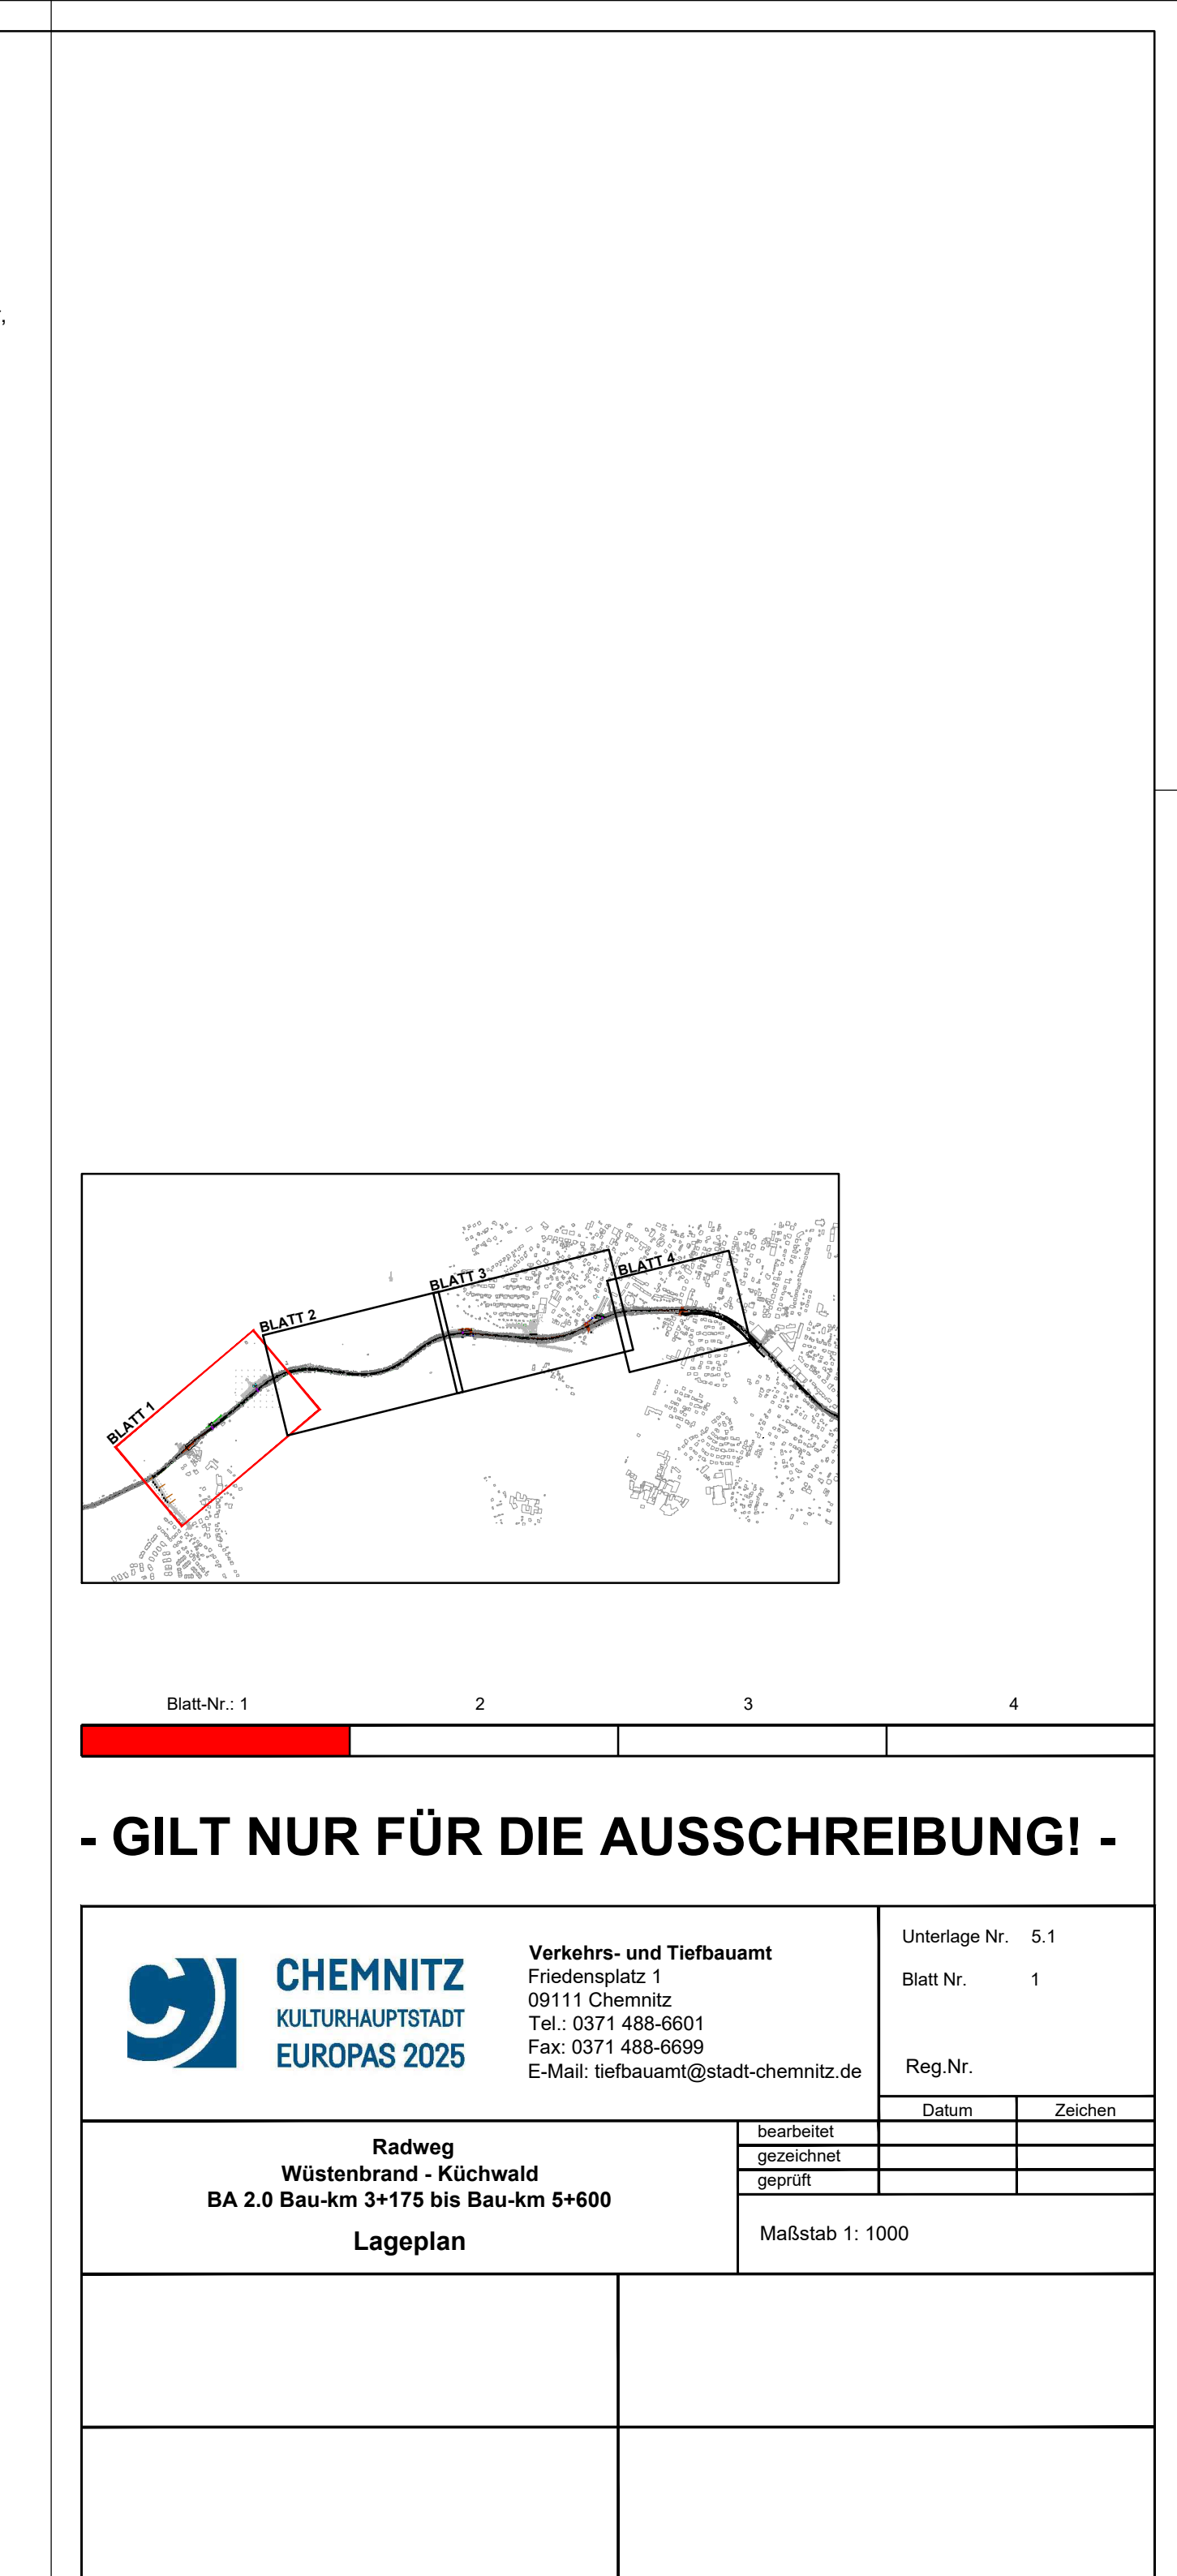 ,
BLATT 1
BLATT 2
BLATT 3
BLATT 4
Blatt-Nr.: 1 2 3 4
- GILT NUR FÜR DIE AUSSCHREIBUNG! -
CHEMNITZ
KULTURHAUPTSTADT
EUROPAS 2025
Verkehrs- und Tiefbauamt
Friedensplatz 1
09111 Chemnitz
Tel.: 0371 488-6601
Fax: 0371 488-6699
E-Mail: tiefbauamt@stadt-chemnitz.de
Unterlage Nr. 5.1
Blatt Nr. 1
Reg.Nr.
Datum Zeichen
bearbeitet
gezeichnet
geprüft
Radweg
Wüstenbrand - Küchwald
BA 2.0 Bau-km 3+175 bis Bau-km 5+600
Lageplan
Maßstab 1: 1000